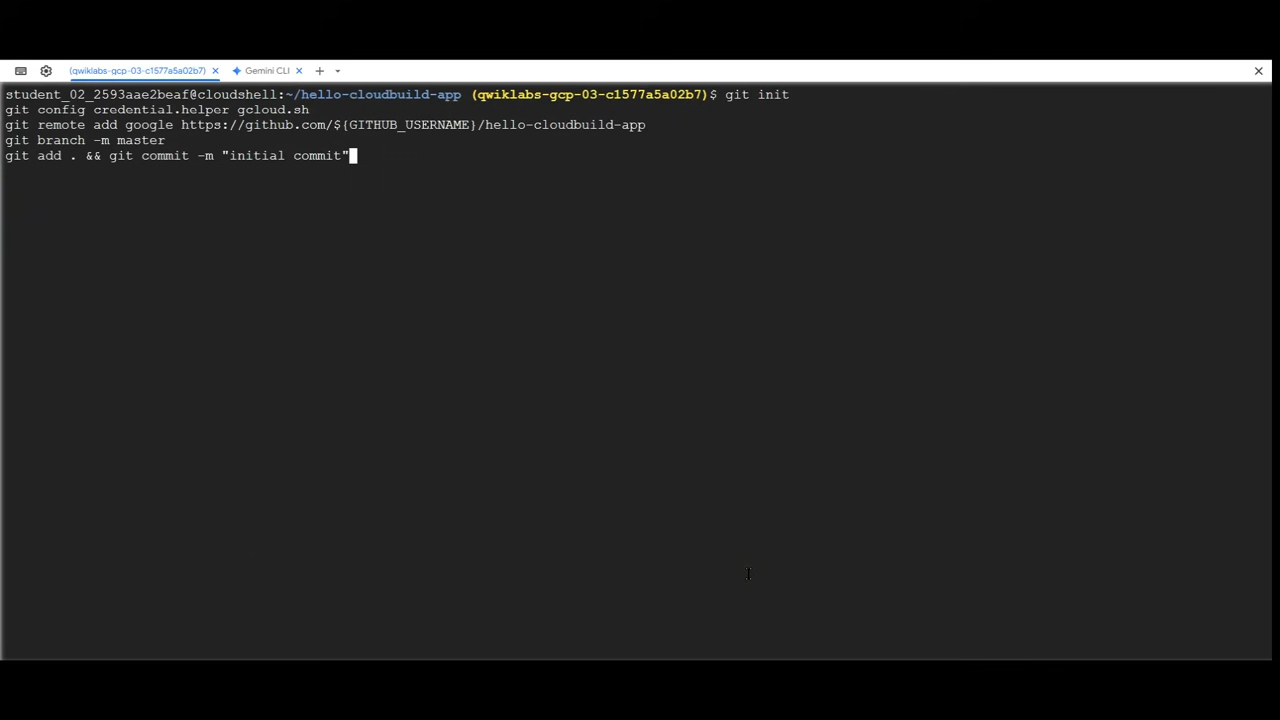 (qwiklabs-gcp-03-c1577a5a02b7) × Gemini CLI × +
student_02_2593aae2beaf@cloudshell:~/hello-cloudbuild-app (qwiklabs-gcp-03-c1577a5a02b7)$ git init
git config credential.helper gcloud.sh
git remote add google https://github.com/${GITHUB_USERNAME}/hello-cloudbuild-app
git branch -m master
git add . && git commit -m "initial commit"